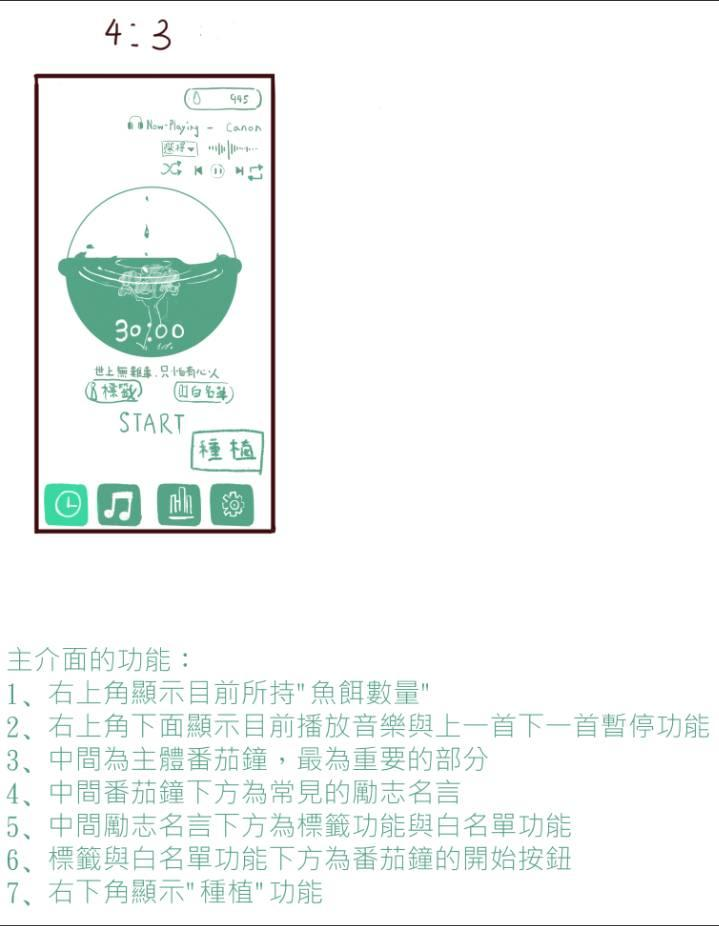 4:3
445
Now-Playing - Canon
選擇
30:00
世上無難事,只怕有心人
標籤 白名單
START
種植
主介面的功能：
1、右上角顯示目前所持"魚餌數量"
2、右上角下面顯示目前播放音樂與上一首下一首暫停功能
3、中間為主體番茄鐘，最為重要的部分
4、中間番茄鐘下方為常見的勵志名言
5、中間勵志名言下方為標籤功能與白名單功能
6、標籤與白名單功能下方為番茄鐘的開始按鈕
7、右下角顯示"種植"功能